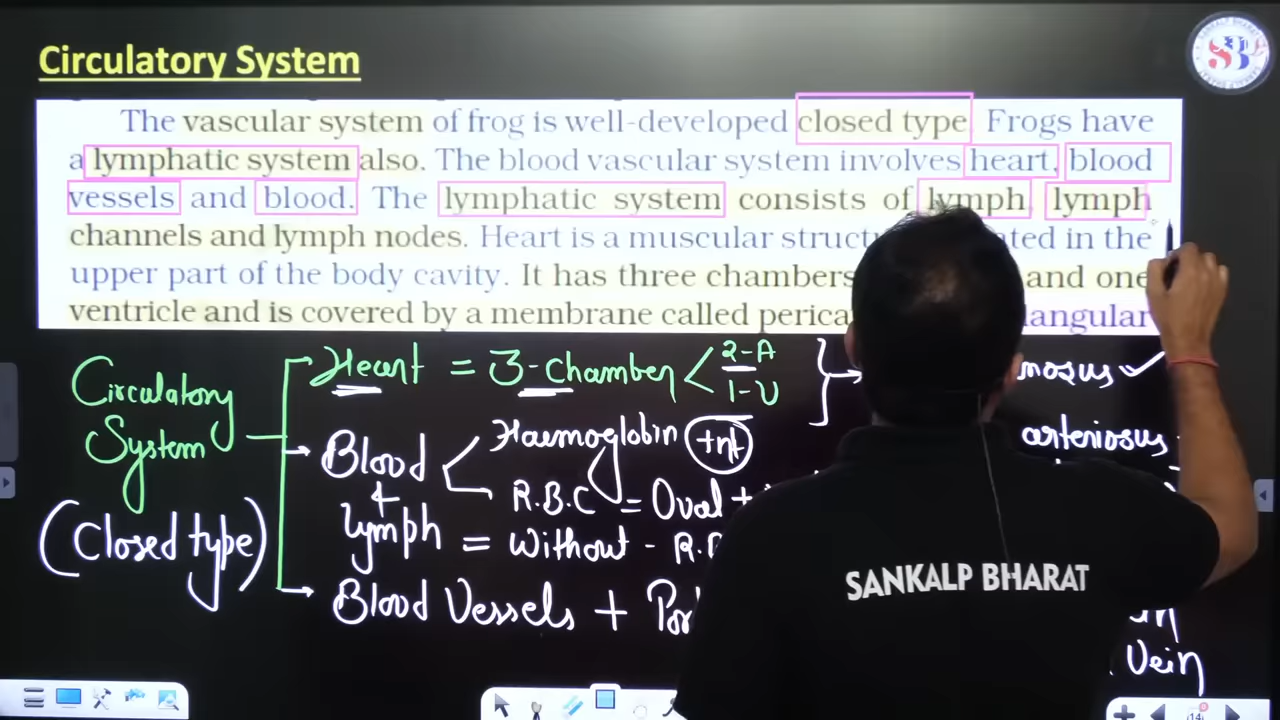 Circulatory System
SB
The vascular system of frog is well-developed closed type. Frogs have
a lymphatic system also. The blood vascular system involves heart, blood
vessels and blood. The lymphatic system consists of lymph, lymph
channels and lymph nodes. Heart is a muscular in the
upper part of the body cavity. It has three chambers and one
ventricle and is covered by a membrane called
Circulatory
System
(Closed type)
Heart = 3-Chamber < 2-A
1-V
Blood < Haemoglobin +nt
R.B.C = Oval +
+
Lymph = Without - R.
Blood Vessels +
arteriosus
Vein
SANKALP BHARAT
14